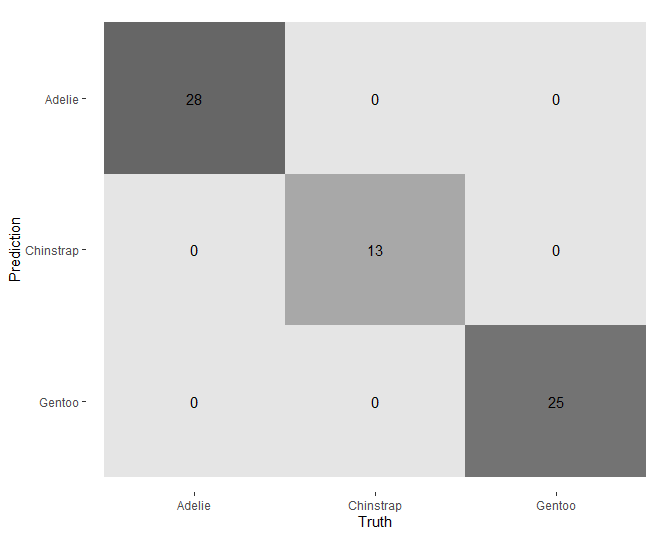 Adelie 28 0 0
Chinstrap 0 13 0
Gentoo 0 0 25
Prediction
Adelie Chinstrap Gentoo
Truth